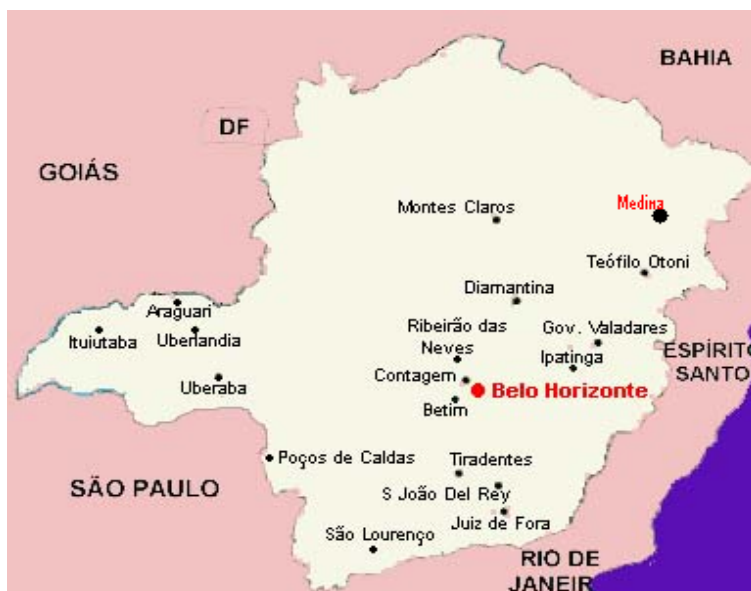 BAHIA
DF
GOIÁS
Medina
Montes Claros
Teófilo Otoni
Diamantina
Araguari
Ribeirão das
Neves
Gov. Valadares
Ituiutaba
Uberlandia
Ipatinga
ESPÍRITO
SANTO
Contagem
Uberaba
Belo Horizonte
Betim
Poços de Caldas
Tiradentes
SÃO PAULO
S João Del Rey
Juiz de Fora
São Lourenço
RIO DE
JANEIR